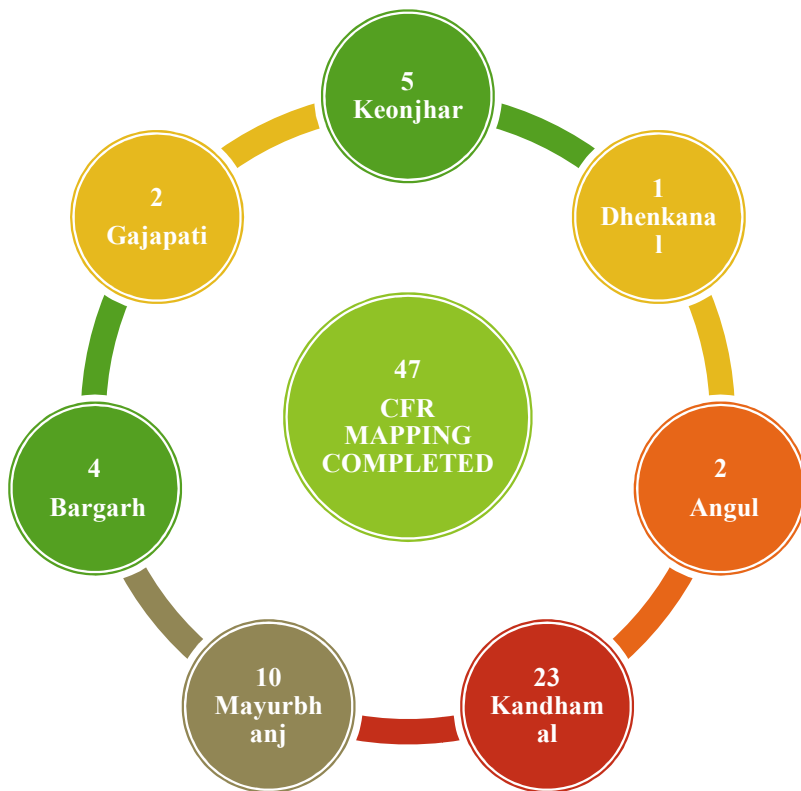 5
Keonjhar
1
Dhenkana
l
2
Angul
23
Kandham
al
10
Mayurbh
anj
4
Bargarh
2
Gajapati
47
CFR
MAPPING
COMPLETED